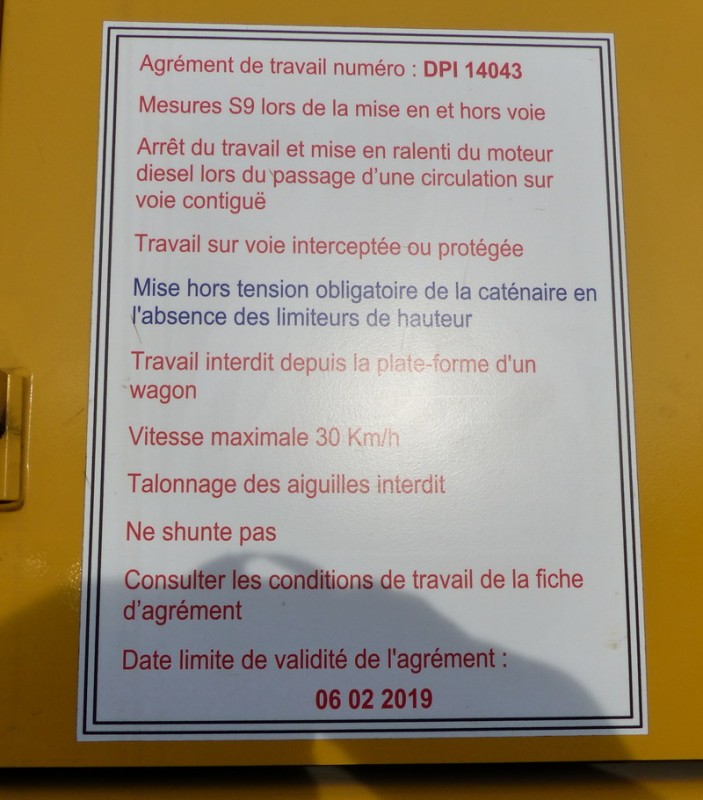 Agrément de travail numéro : DPI 14043
Mesures S9 lors de la mise en et hors voie
Arrêt du travail et mise en ralenti du moteur
diesel lors du passage d'une circulation sur
voie contiguë
Travail sur voie interceptée ou protégée
Mise hors tension obligatoire de la caténaire en
l'absence des limiteurs de hauteur
Travail interdit depuis la plate-forme d'un
wagon
Vitesse maximale 30 Km/h
Talonnage des aiguilles interdit
Ne shunte pas
Consulter les conditions de travail de la fiche
d'agrément
Date limite de validité de l'agrément :
06 02 2019